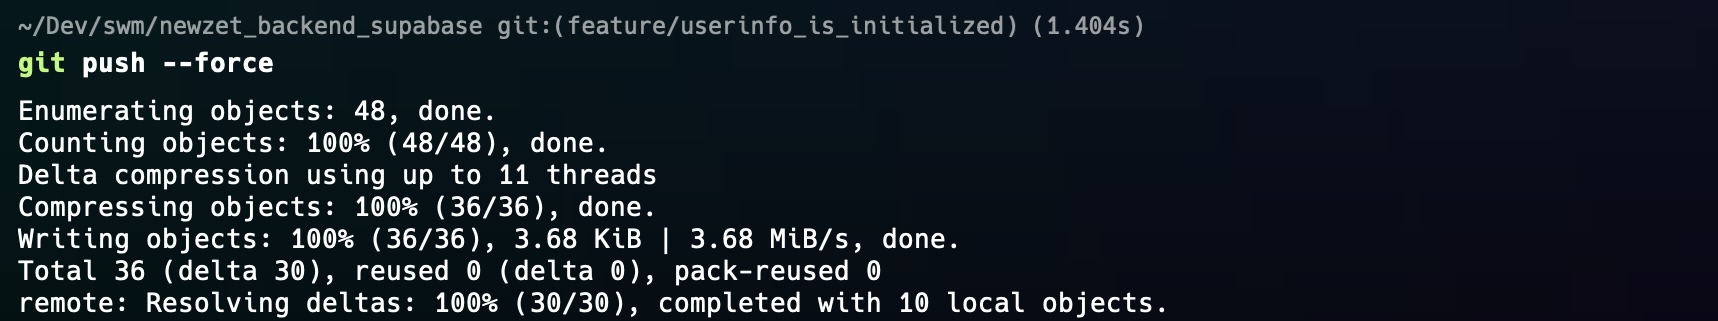 ~/Dev/swm/newzet_backend_supabase git:(feature/userinfo_is_initialized) (1.404s)
git push --force
Enumerating objects: 48, done.
Counting objects: 100% (48/48), done.
Delta compression using up to 11 threads
Compressing objects: 100% (36/36), done.
Writing objects: 100% (36/36), 3.68 KiB | 3.68 MiB/s, done.
Total 36 (delta 30), reused 0 (delta 0), pack-reused 0
remote: Resolving deltas: 100% (30/30), completed with 10 local objects.